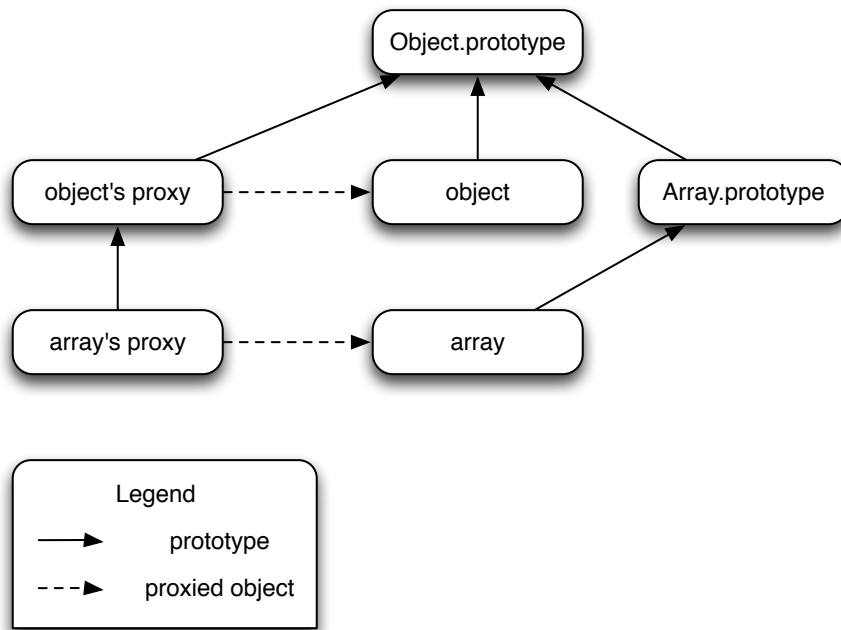 Object.prototype
object's proxy
object
Array.prototype
array's proxy
array
Legend
prototype
proxied object